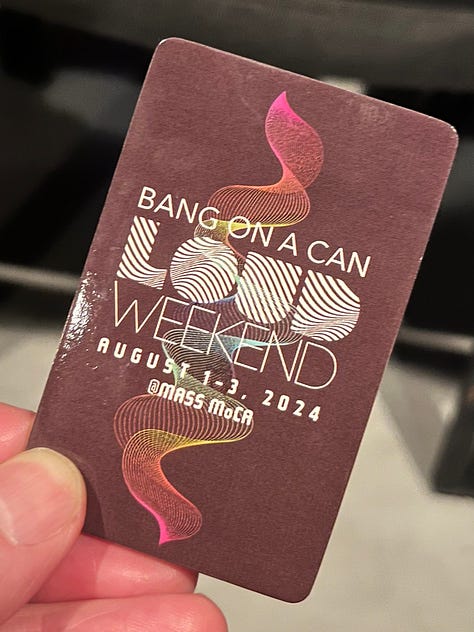 BANG ON A CAN
LOUD
WEEKEND
AUGUST 1-3, 2024
@MASS MoCA